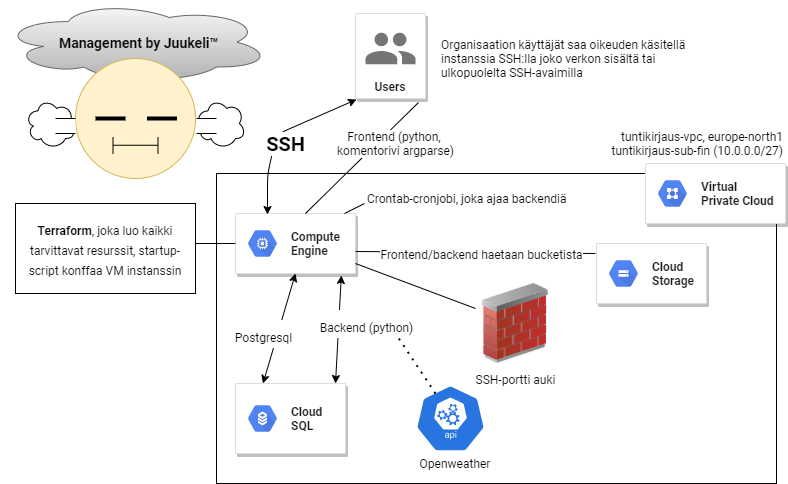 Management by Juukeli™
Users
Organisaation käyttäjät saa oikeuden käsitellä
instanssia SSH:lla joko verkon sisältä tai
ulkopuolelta SSH-avaimilla
SSH
Frontend (python,
komentorivi argparse)
tuntikirjaus-vpc, europe-north1
tuntikirjaus-sub-fin (10.0.0.0/27)
Virtual
Private Cloud
Crontab-cronjobi, joka ajaa backendiä
Terraform, joka luo kaikki
tarvittavat resurssit, startup-
script konffaa VM instanssin
Compute
Engine
Frontend/backend haetaan bucketista
Cloud
Storage
Postgresql
Backend (python)
SSH-portti auki
Cloud
SQL
api
Openweather